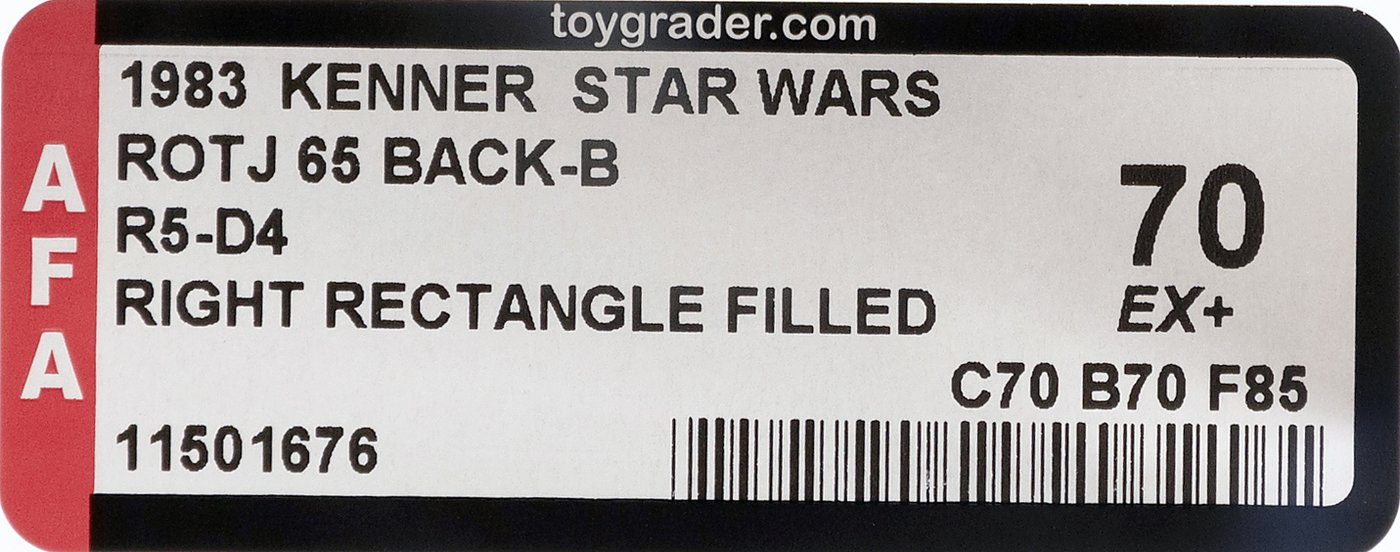 toygrader.com
AFA
1983 KENNER STAR WARS
ROTJ 65 BACK-B
R5-D4
RIGHT RECTANGLE FILLED
70
EX+
C70 B70 F85
11501676